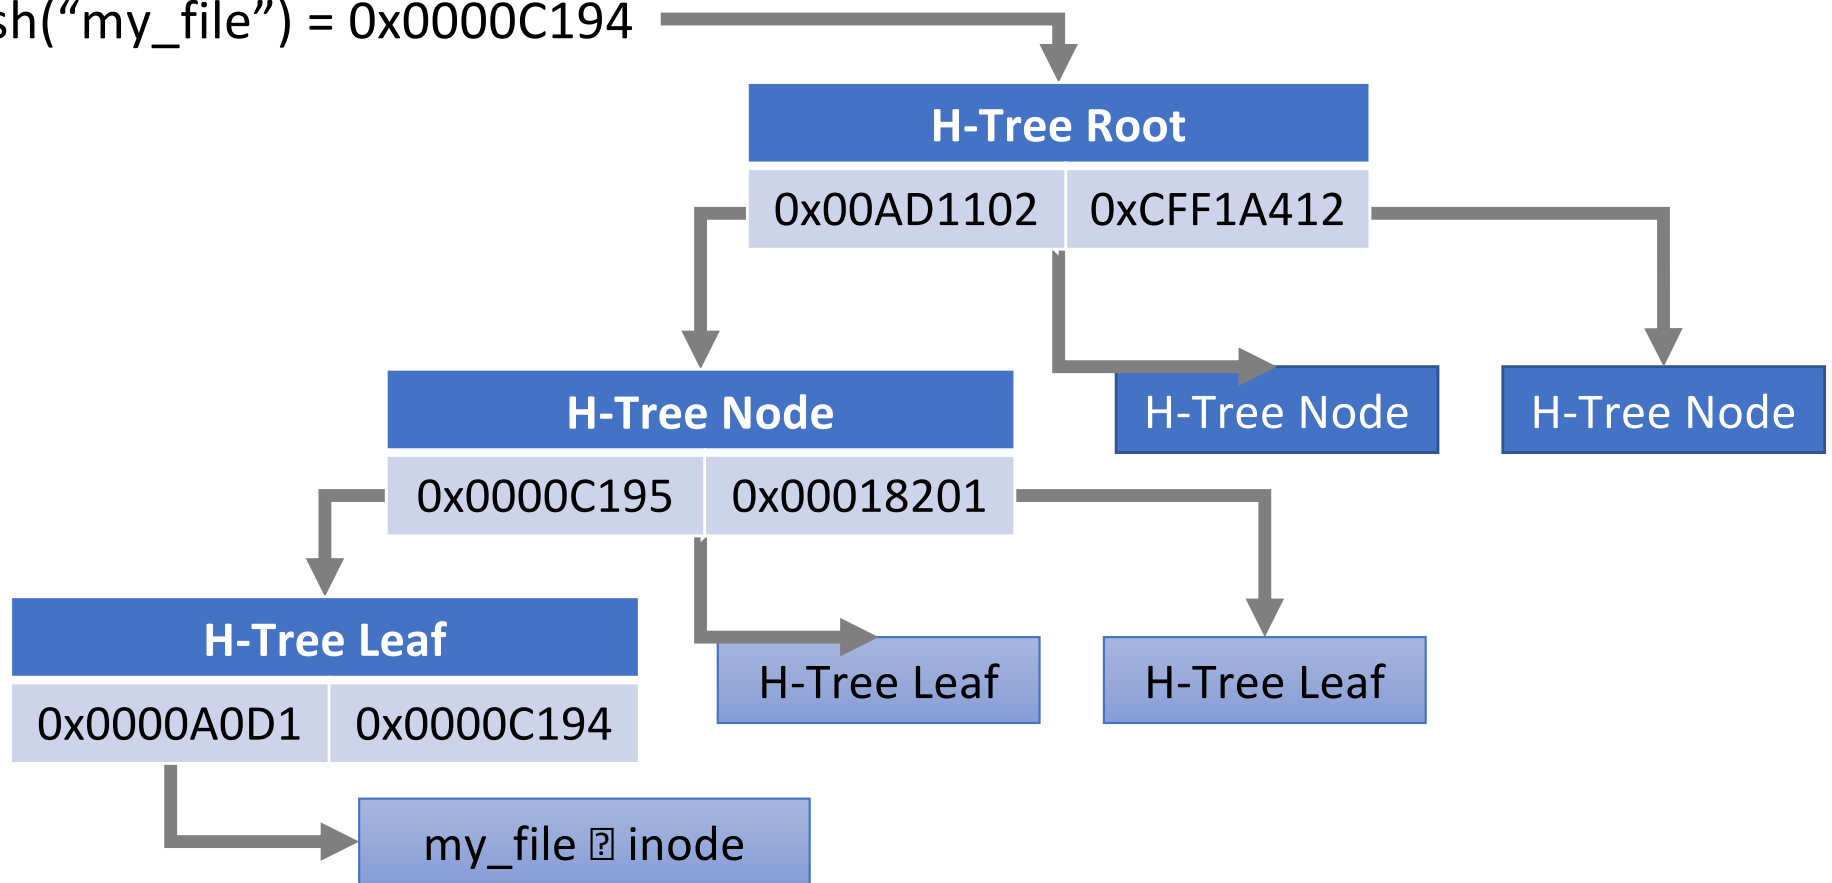 sh(“my_file”) = 0x0000C194
H-Tree Root
0x00AD1102 0xCFF1A412
H-Tree Node
H-Tree Node
H-Tree Node
0x0000C195 0x00018201
H-Tree Leaf
H-Tree Leaf
H-Tree Leaf
0x0000A0D1 0x0000C194
my_file ⍰ inode